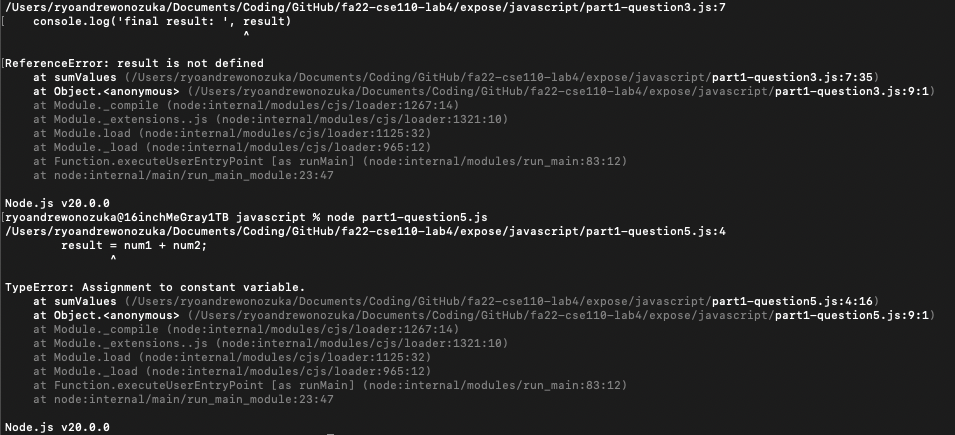 /Users/ryoandrewonozuka/Documents/Coding/GitHub/fa22-cse110-lab4/expose/javascript/part1-question3.js:7
[    console.log('final result: ', result)
^
[ReferenceError: result is not defined
at sumValues (/Users/ryoandrewonozuka/Documents/Coding/GitHub/fa22-cse110-lab4/expose/javascript/part1-question3.js:7:35)
at Object.<anonymous> (/Users/ryoandrewonozuka/Documents/Coding/GitHub/fa22-cse110-lab4/expose/javascript/part1-question3.js:9:1)
at Module._compile (node:internal/modules/cjs/loader:1267:14)
at Module._extensions..js (node:internal/modules/cjs/loader:1321:10)
at Module.load (node:internal/modules/cjs/loader:1125:32)
at Module._load (node:internal/modules/cjs/loader:965:12)
at Function.executeUserEntryPoint [as runMain] (node:internal/modules/run_main:83:12)
at node:internal/main/run_main_module:23:47
Node.js v20.0.0
[ryoandrewonozuka@16inchMeGray1TB javascript % node part1-question5.js
/Users/ryoandrewonozuka/Documents/Coding/GitHub/fa22-cse110-lab4/expose/javascript/part1-question5.js:4
result = num1 + num2;
^
TypeError: Assignment to constant variable.
at sumValues (/Users/ryoandrewonozuka/Documents/Coding/GitHub/fa22-cse110-lab4/expose/javascript/part1-question5.js:4:16)
at Object.<anonymous> (/Users/ryoandrewonozuka/Documents/Coding/GitHub/fa22-cse110-lab4/expose/javascript/part1-question5.js:9:1)
at Module._compile (node:internal/modules/cjs/loader:1267:14)
at Module._extensions..js (node:internal/modules/cjs/loader:1321:10)
at Module.load (node:internal/modules/cjs/loader:1125:32)
at Module._load (node:internal/modules/cjs/loader:965:12)
at Function.executeUserEntryPoint [as runMain] (node:internal/modules/run_main:83:12)
at node:internal/main/run_main_module:23:47
Node.js v20.0.0